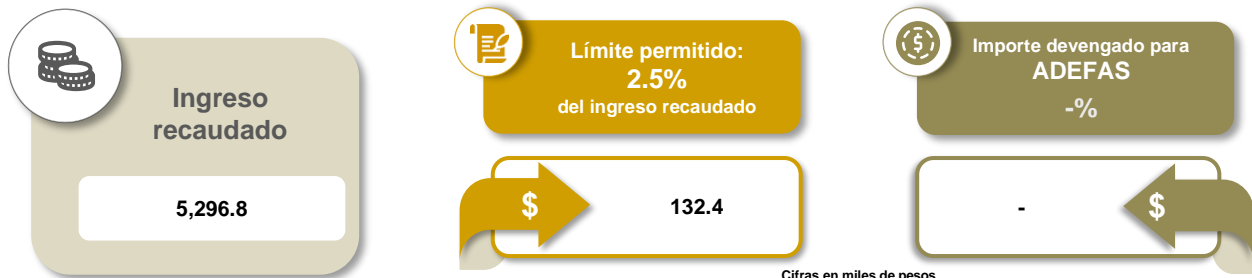 Ingreso
recaudado
5,296.8
Límite permitido:
2.5%
del ingreso recaudado
$
132.4
Importe devengado para
ADEFAS
-%
-
$
Cifras en miles de pesos